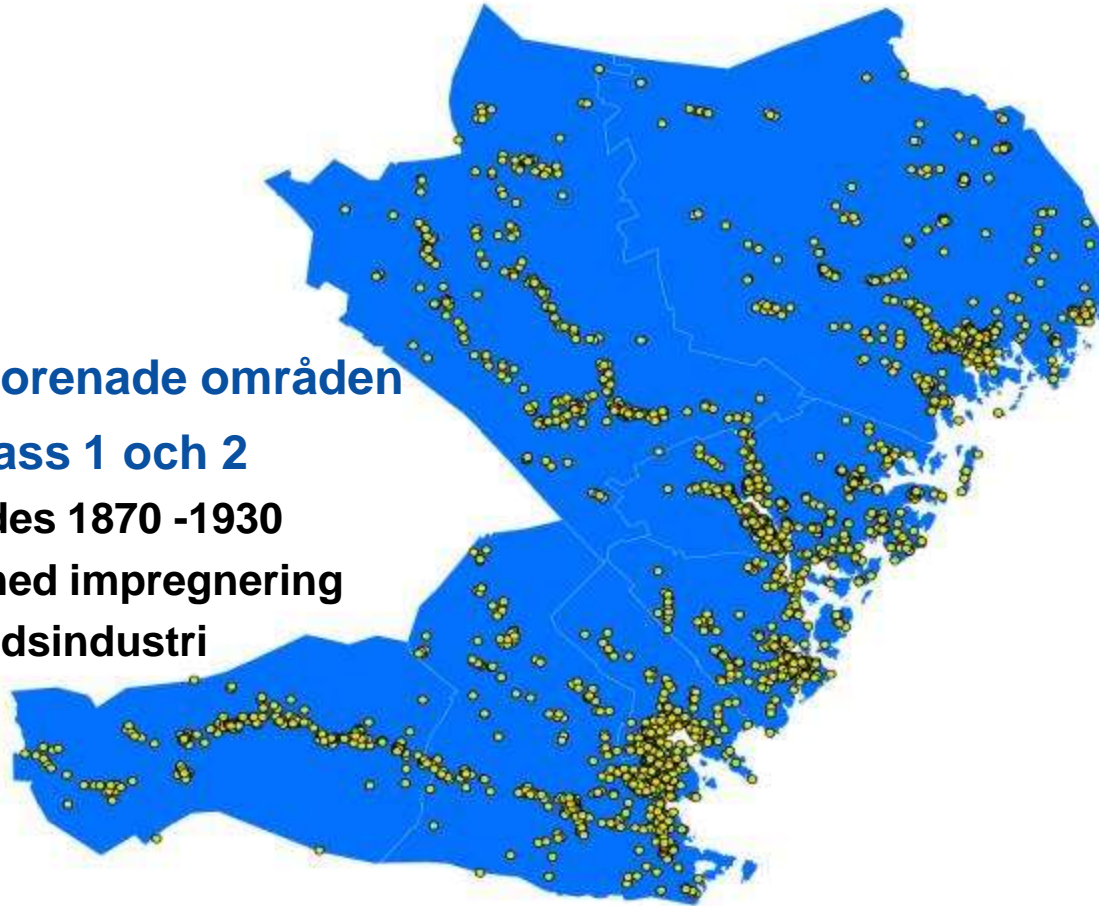 orenade områden
ass 1 och 2
des 1870 -1930
ned impregnering
dsindustri